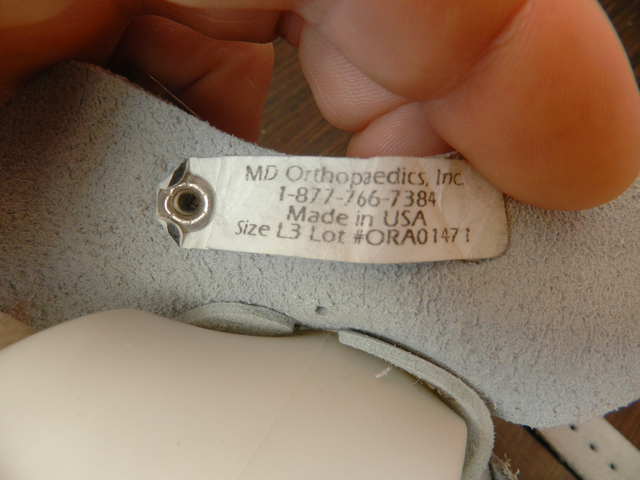 MD Orthopaedics, Inc.
1-877-766-7384
Made in USA
Size L3 Lot #ORA01471